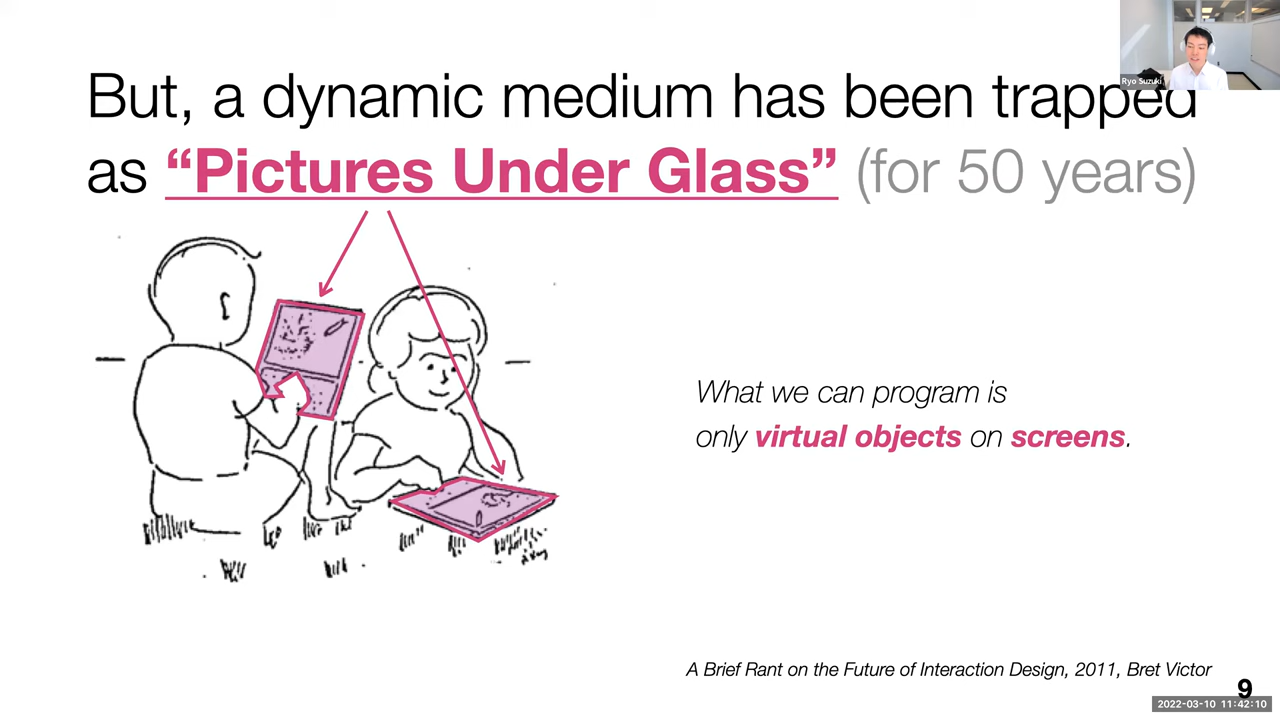 But, a dynamic medium has been trapped
as “Pictures Under Glass” (for 50 years)
Ryo Suzuki
What we can program is
only virtual objects on screens.
A Brief Rant on the Future of Interaction Design, 2011, Bret Victor
9
2022-03-10 11:42:10